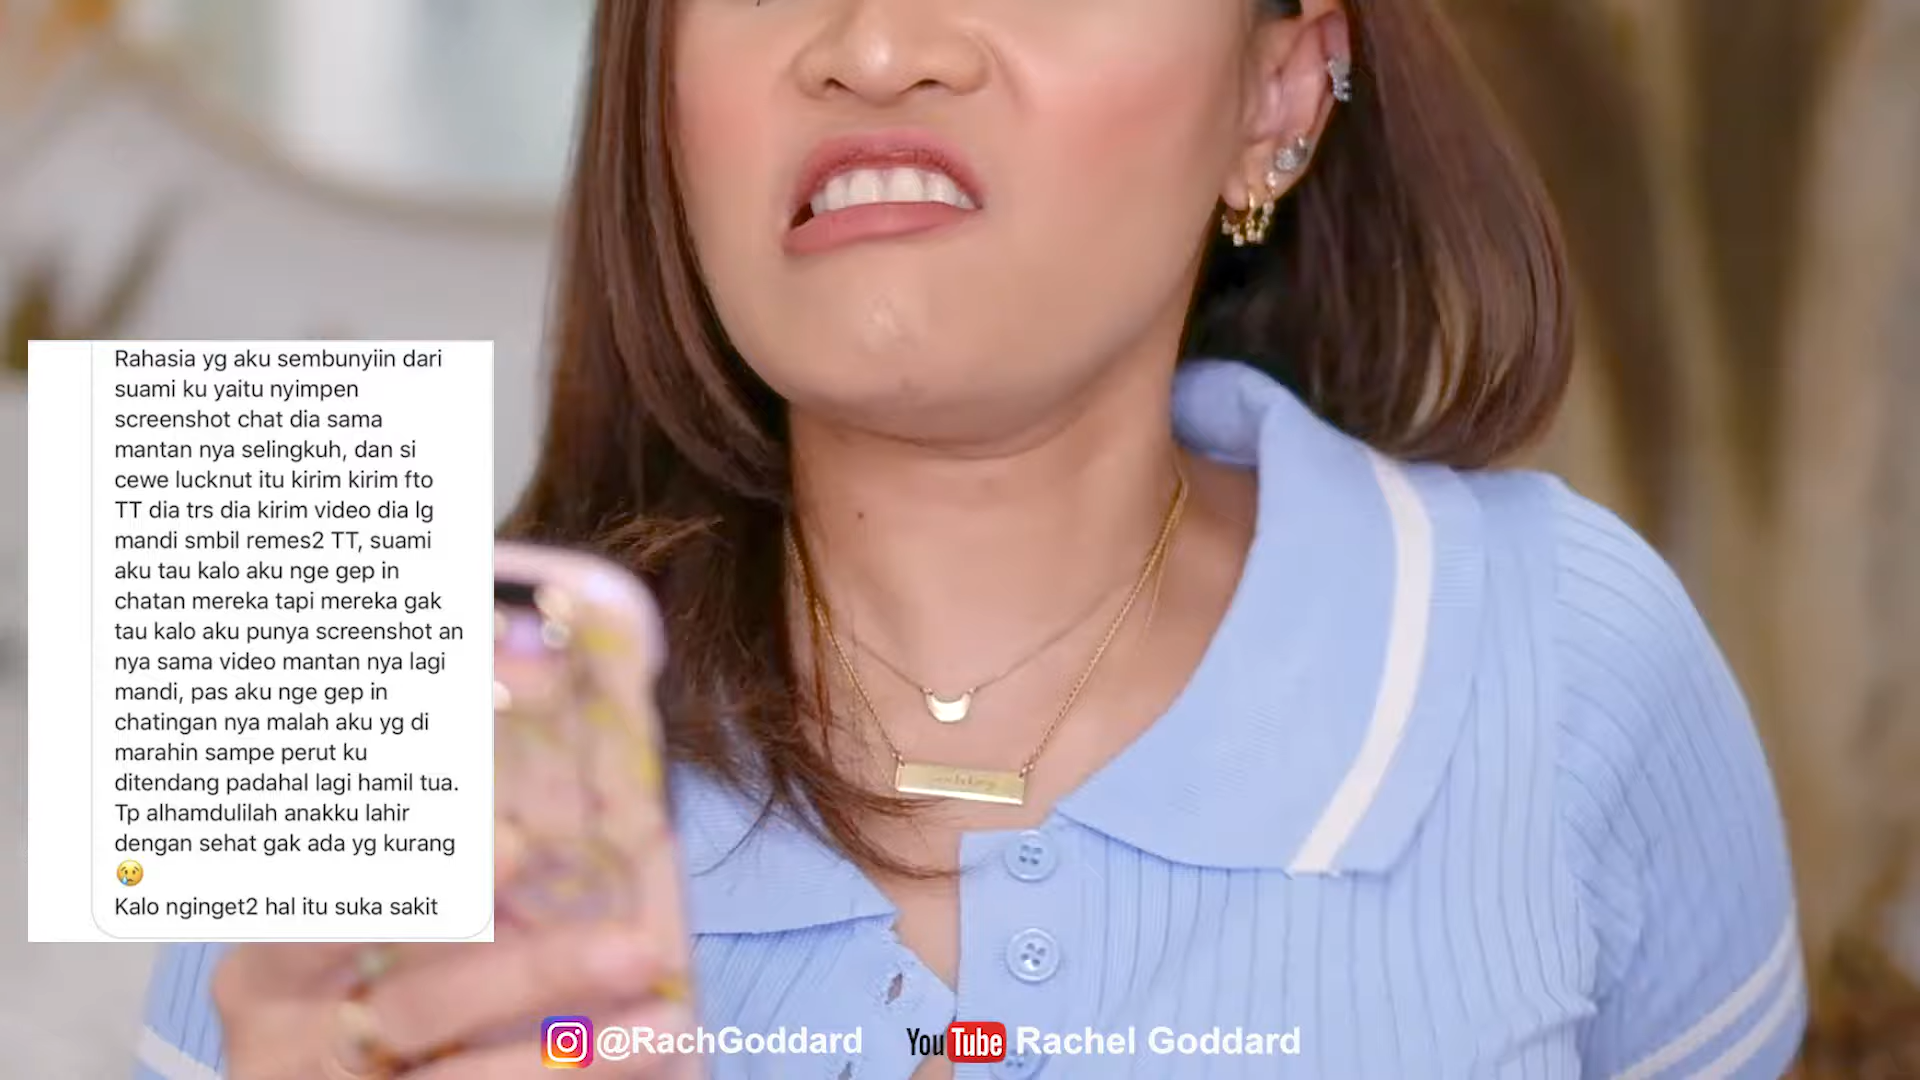 Rahasia yg aku sembunyiin dari
suami ku yaitu nyimpen
screenshot chat dia sama
mantan nya selingkuh, dan si
cewe lucknut itu kirim kirim fto
TT dia trs dia kirim video dia lg
mandi smbil remes2 TT, suami
aku tau kalo aku nge gep in
chatan mereka tapi mereka gak
tau kalo aku punya screenshot an
nya sama video mantan nya lagi
mandi, pas aku nge gep in
chatingan nya malah aku yg di
marahin sampe perut ku
ditendang padahal lagi hamil tua.
Tp alhamdulilah anakku lahir
dengan sehat gak ada yg kurang
😢
Kalo nginget2 hal itu suka sakit
@RachGoddard YouTube Rachel Goddard